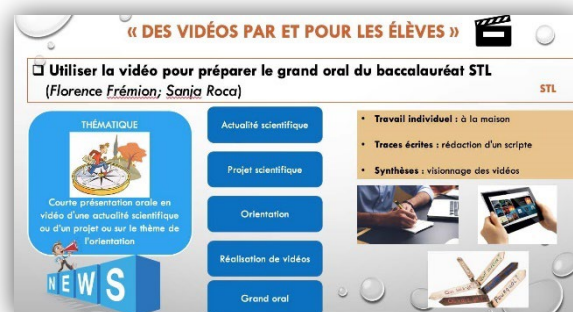 « DES VIDÉOS PAR ET POUR LES ÉLÈVES »
Utiliser la vidéo pour préparer le grand oral du baccalauréat STL
(Florence Frémion; Sanja Roca)
STL
THÉMATIQUE
Courte présentation orale en
vidéo d'une actualité scientifique
ou d'un projet ou sur le thème de
l'orientation
NEWS
Actualité scientifique
Projet scientifique
Orientation
Réalisation de vidéos
Grand oral
• Travail individuel : à la maison
• Traces écrites : rédaction d'un scripte
• Synthèses : visionnage des vidéos